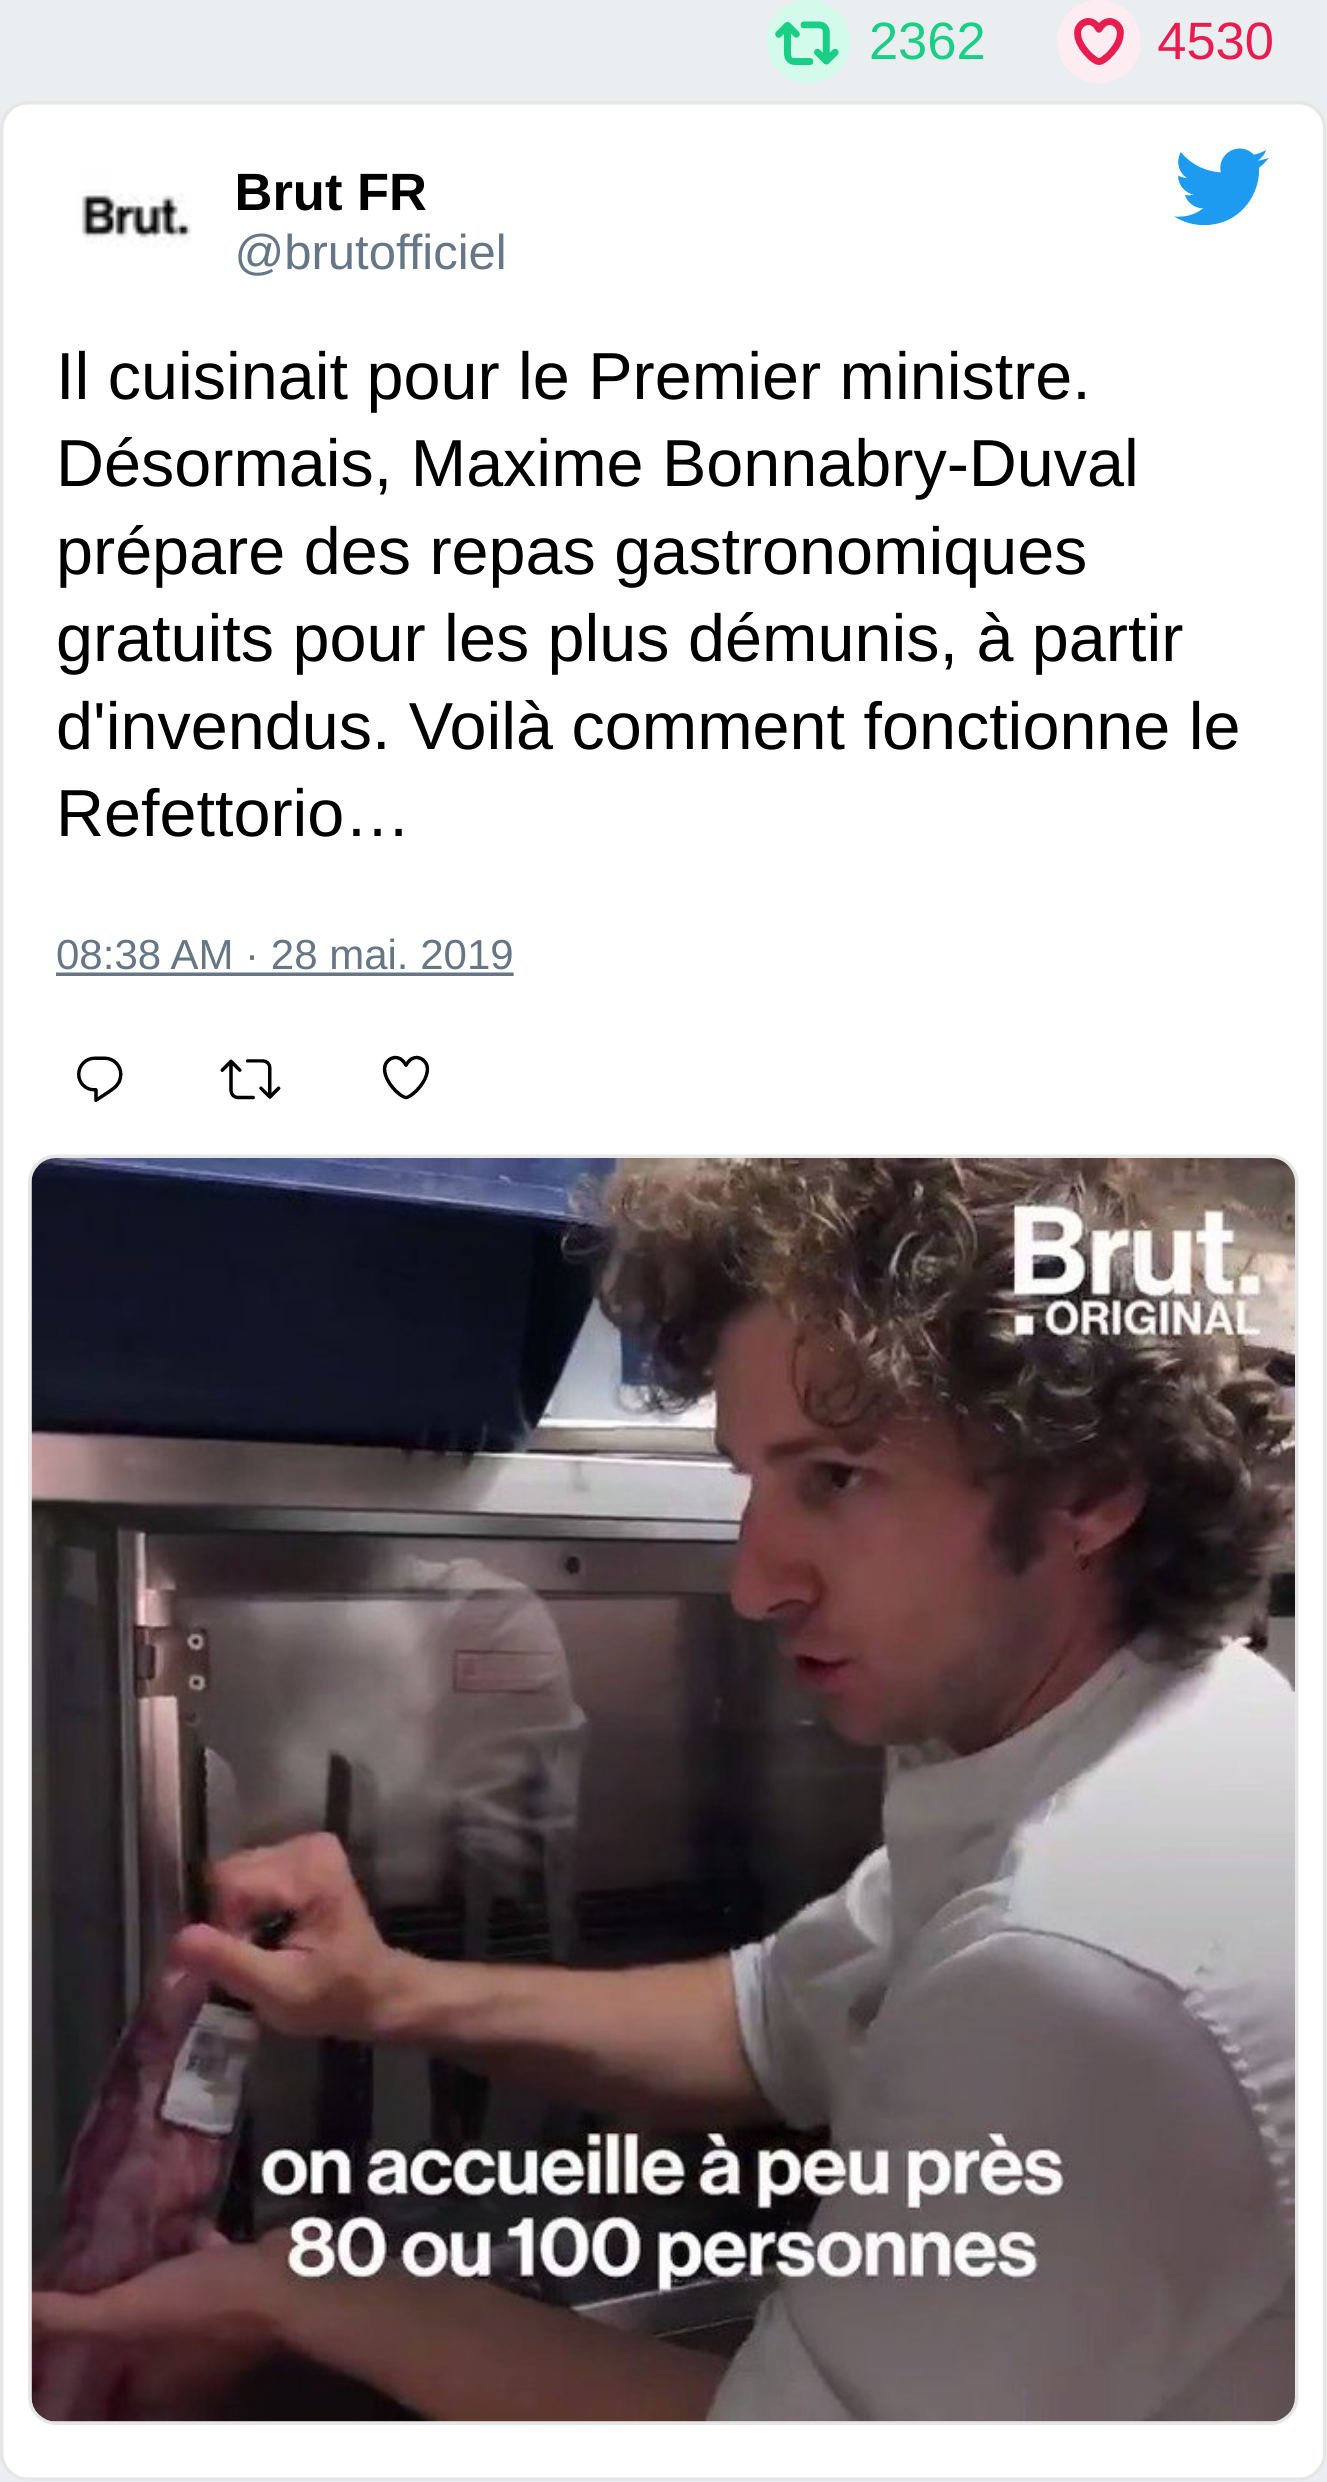 2362 4530
Brut.
Brut FR
@brutofficiel
Il cuisinait pour le Premier ministre.
Désormais, Maxime Bonnabry-Duval
prépare des repas gastronomiques
gratuits pour les plus démunis, à partir
d'invendus. Voilà comment fonctionne le
Refettorio…
08:38 AM · 28 mai. 2019
Brut.
ORIGINAL
on accueille à peu près
80 ou 100 personnes